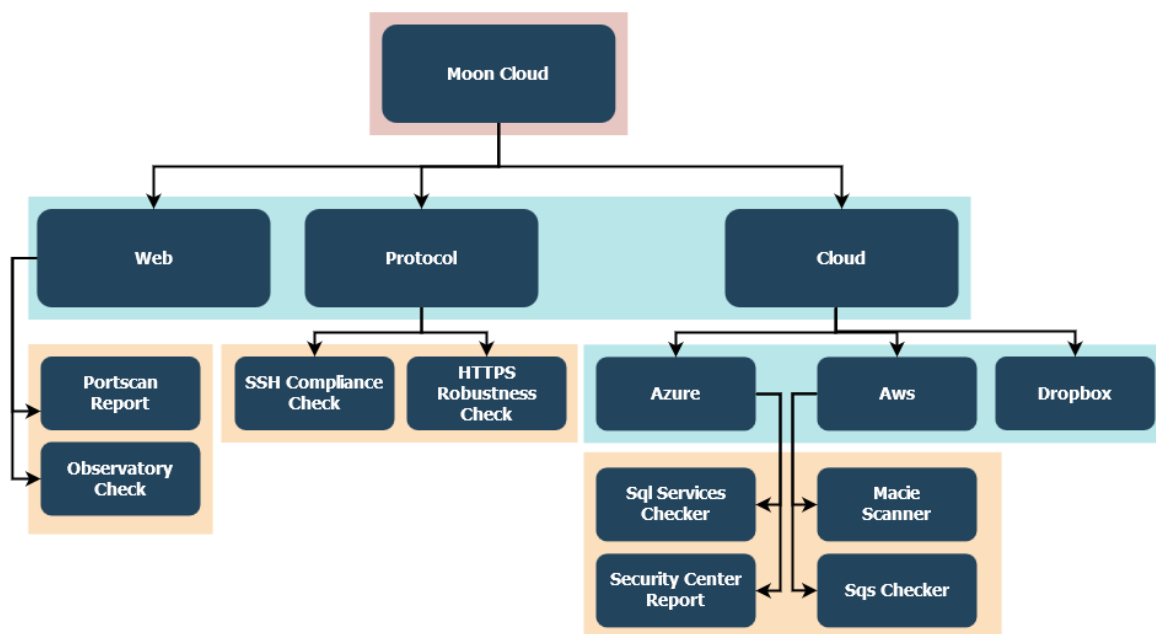 Moon Cloud
Web
Protocol
Cloud
Portscan
Report
Observatory
Check
SSH Compliance
Check
HTTPS
Robustness
Check
Azure
Aws
Dropbox
Sql Services
Checker
Macie
Scanner
Security Center
Report
Sqs Checker